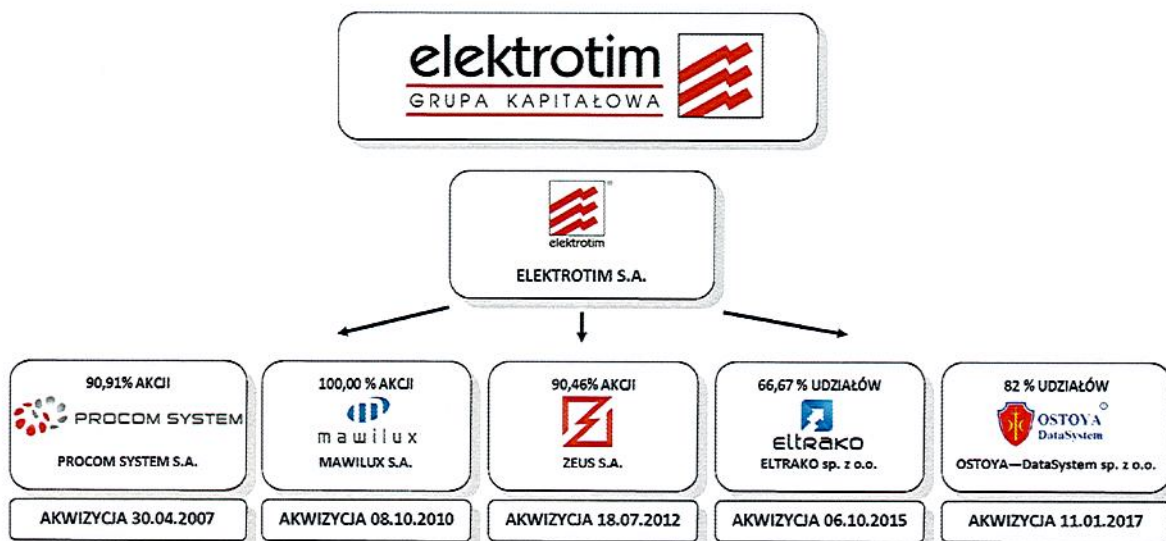 elektrotim
GRUPA KAPITAŁOWA
®
elektrotim
ELEKTROTIM S.A.
90,91% AKCJI
PROCOM SYSTEM
PROCOM SYSTEM S.A.
AKWIZYCJA 30.04.2007
100,00 % AKCJI
mawilux
MAWILUX S.A.
AKWIZYCJA 08.10.2010
90,46% AKCJI
ZEUS S.A.
AKWIZYCJA 18.07.2012
66,67 % UDZIAŁÓW
ELTRAKO
ELTRAKO sp. z o.o.
AKWIZYCJA 06.10.2015
82 % UDZIAŁÓW
OSTOYA
DataSystem
OSTOYA—DataSystem sp. z o.o.
AKWIZYCJA 11.01.2017